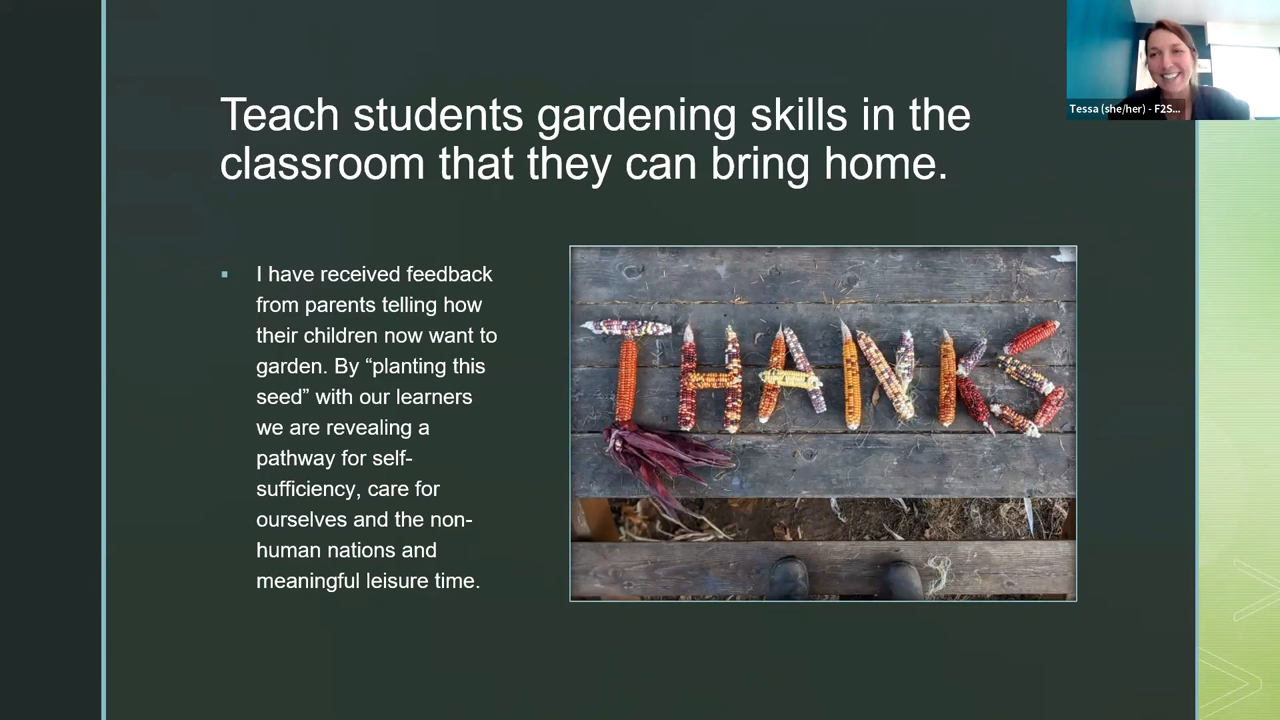 Teach students gardening skills in the
classroom that they can bring home.
Tessa (she/her) - F2S...
I have received feedback
from parents telling how
their children now want to
garden. By “planting this
seed” with our learners
we are revealing a
pathway for self-
sufficiency, care for
ourselves and the non-
human nations and
meaningful leisure time.
THANKS